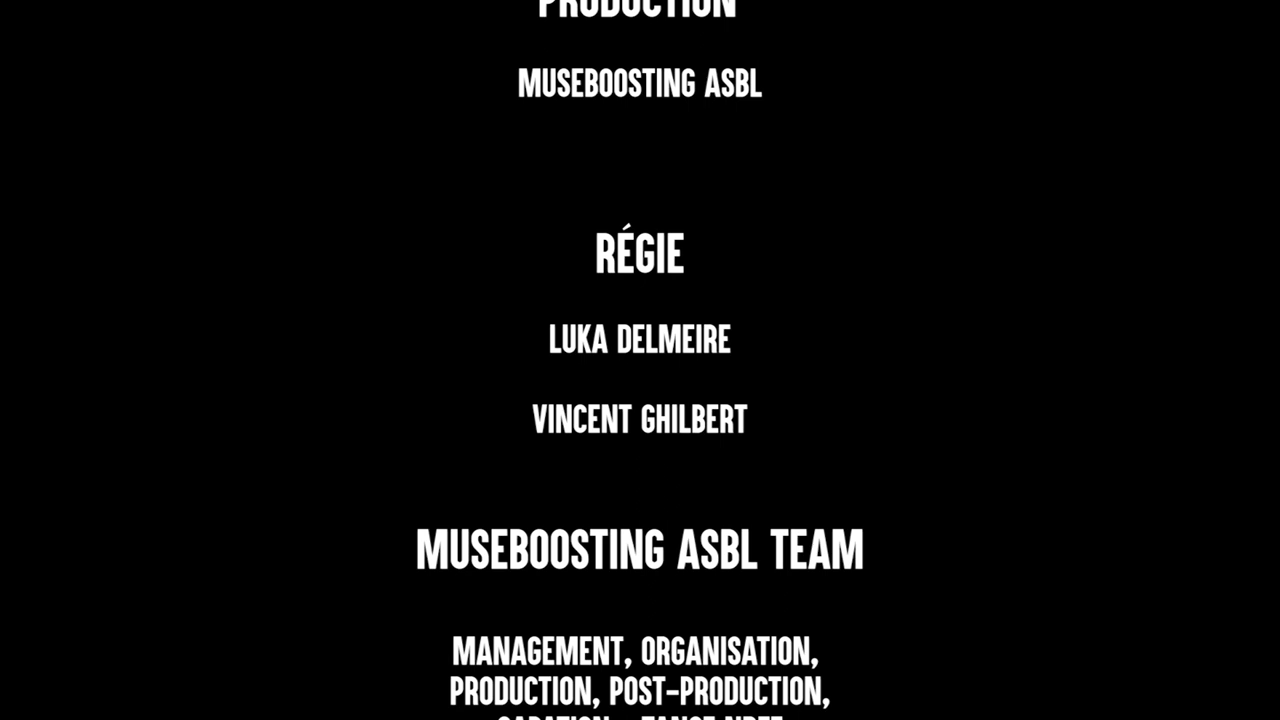 PRODUCTION
MUSEBOOSTING ASBL
RÉGIE
LUKA DELMEIRE
VINCENT GHILBERT
MUSEBOOSTING ASBL TEAM
MANAGEMENT, ORGANISATION,
PRODUCTION, POST-PRODUCTION,